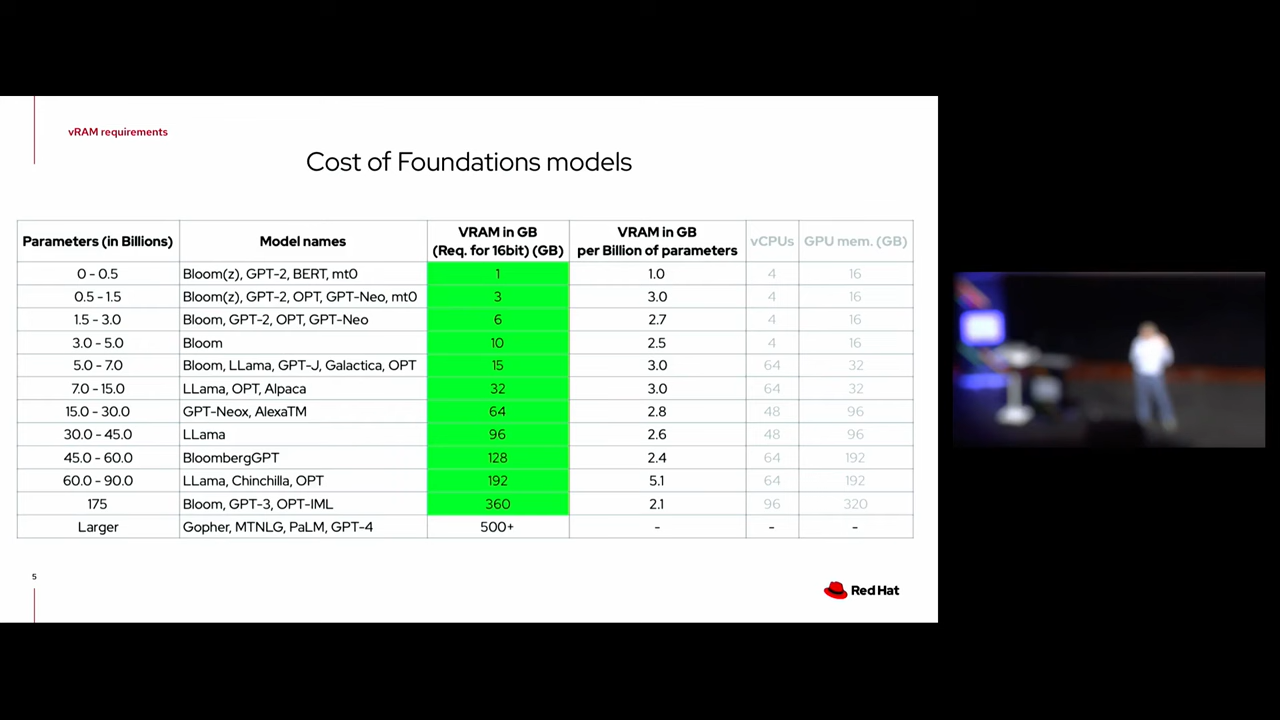 vRAM requirements
Cost of Foundations models
Parameters (in Billions) Model names VRAM in GB (Req. for 16bit) (GB) VRAM in GB per Billion of parameters vCPUs GPU mem. (GB)
0 - 0.5 Bloom(z), GPT-2, BERT, mt0 1 1.0 4 16
0.5 - 1.5 Bloom(z), GPT-2, OPT, GPT-Neo, mt0 3 3.0 4 16
1.5 - 3.0 Bloom, GPT-2, OPT, GPT-Neo 6 2.7 4 16
3.0 - 5.0 Bloom 10 2.5 4 16
5.0 - 7.0 Bloom, LLama, GPT-J, Galactica, OPT 15 3.0 64 32
7.0 - 15.0 LLama, OPT, Alpaca 32 3.0 64 32
15.0 - 30.0 GPT-Neox, AlexaTM 64 2.8 48 96
30.0 - 45.0 LLama 96 2.6 48 96
45.0 - 60.0 BloombergGPT 128 2.4 64 192
60.0 - 90.0 LLama, Chinchilla, OPT 192 5.1 64 192
175 Bloom, GPT-3, OPT-IML 360 2.1 96 320
Larger Gopher, MTNLG, PaLM, GPT-4 500+ - - -
5
Red Hat